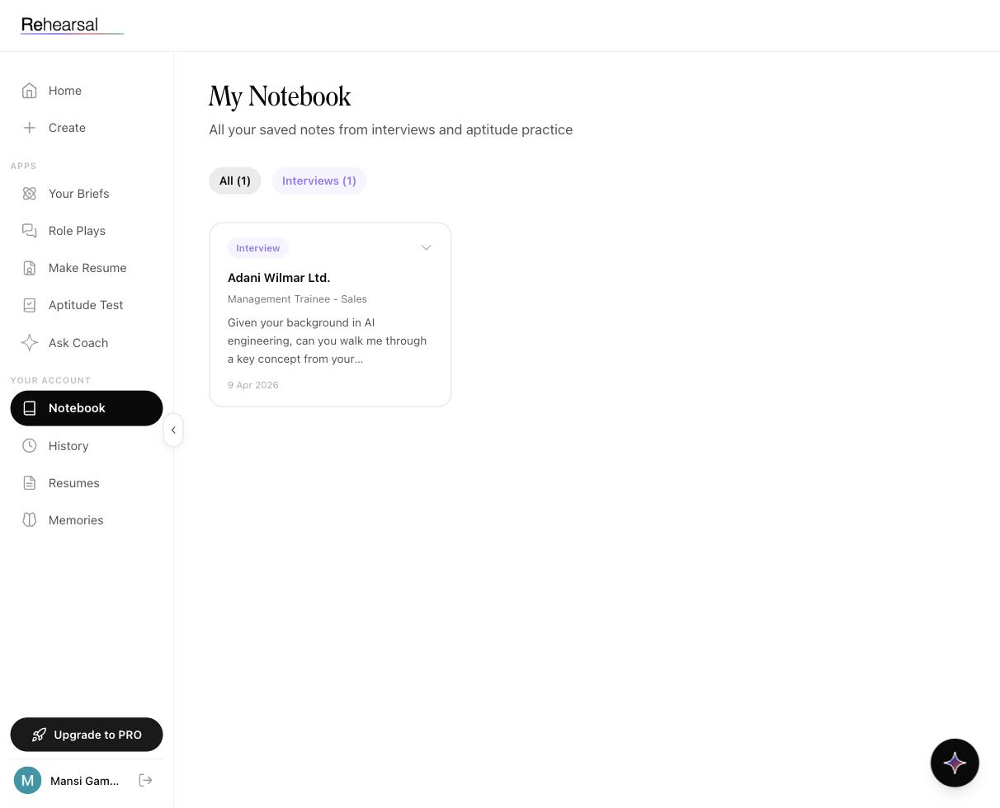 Rehearsal
Home
Create
APPS
Your Briefs
Role Plays
Make Resume
Aptitude Test
Ask Coach
YOUR ACCOUNT
Notebook
History
Resumes
Memories
Upgrade to PRO
M
Mansi Gam...
My Notebook
All your saved notes from interviews and aptitude practice
All (1)
Interviews (1)
Interview
Adani Wilmar Ltd.
Management Trainee - Sales
Given your background in AI
engineering, can you walk me through
a key concept from your...
9 Apr 2026